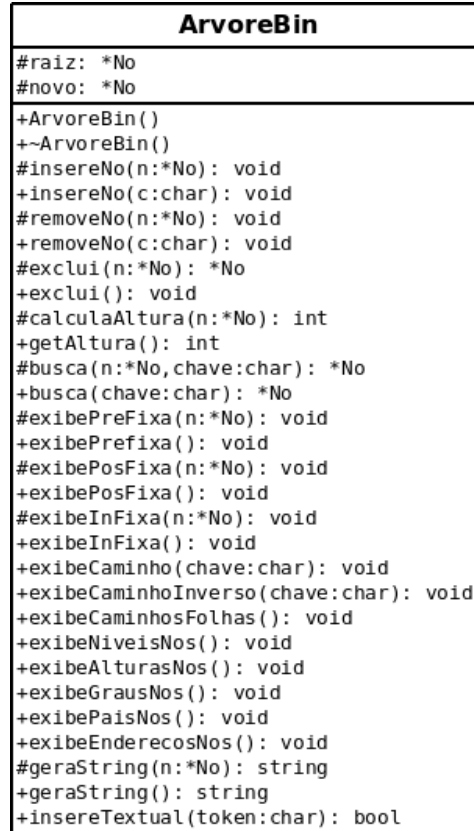 ArvoreBin
#raiz: *No
#novo: *No
+ArvoreBin()
+~ArvoreBin()
#insereNo(n:*No): void
+insereNo(c:char): void
#removeNo(n:*No): void
+removeNo(c:char): void
#exclui(n:*No): *No
+exclui(): void
#calculaAltura(n:*No): int
+getAltura(): int
#busca(n:*No,chave:char): *No
+busca(chave:char): *No
#exibePreFixa(n:*No): void
+exibePrefixa(): void
#exibePosFixa(n:*No): void
+exibePosFixa(): void
#exibeInFixa(n:*No): void
+exibeInFixa(): void
+exibeCaminho(chave:char): void
+exibeCaminhoInverso(chave:char): void
+exibeCaminhosFolhas(): void
+exibeNiveisNos(): void
+exibeAlturasNos(): void
+exibeGrausNos(): void
+exibePaisNos(): void
+exibeEnderecosNos(): void
#geraString(n:*No): string
+geraString(): string
+insereTextual(token:char): bool